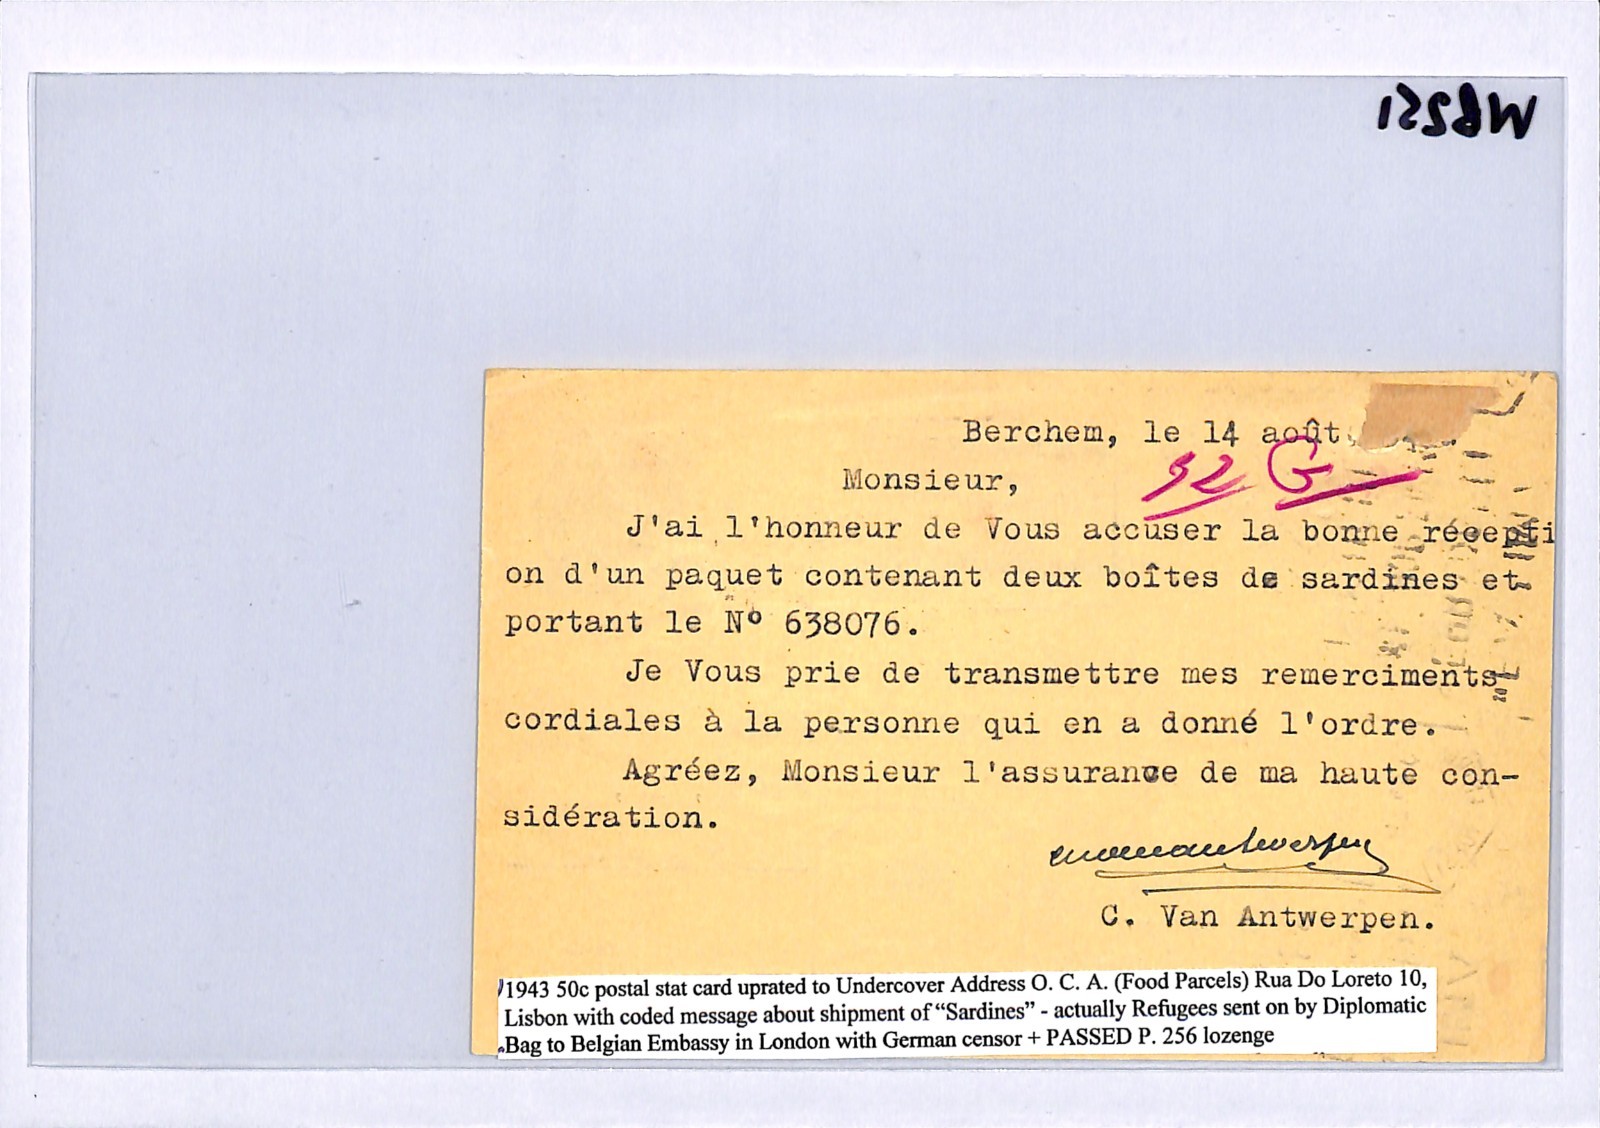 WB251
Berchem, le 14 août
Monsieur,
92 G
J'ai l'honneur de Vous accuser la bonne récepti
on d'un paquet contenant deux boîtes de sardines et
portant le Nº 638076.
Je Vous prie de transmettre mes remerciments
cordiales à la personne qui en a donné l'ordre.
Agréez, Monsieur l'assurance de ma haute con-
sidération.
C. Van Antwerpen.
1943 50c postal stat card uprated to Undercover Address O. C. A. (Food Parcels) Rua Do Loreto 10,
Lisbon with coded message about shipment of “Sardines” - actually Refugees sent on by Diplomatic
Bag to Belgian Embassy in London with German censor + PASSED P. 256 lozenge